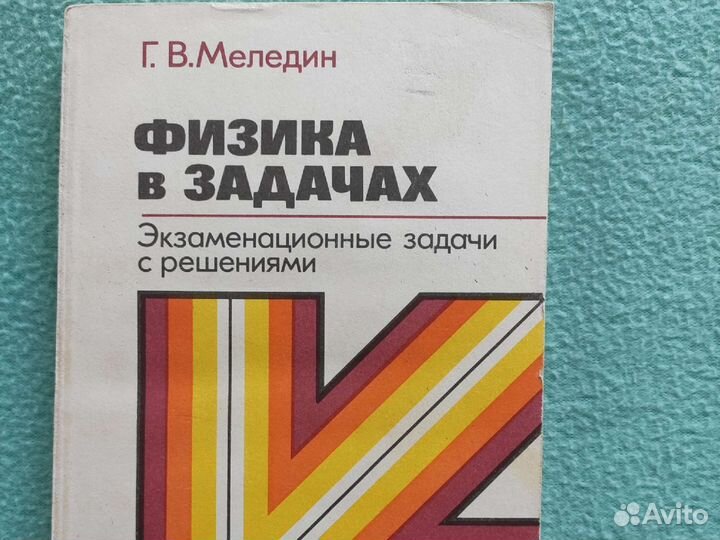 Г. В. Меледин
ФИЗИКА
В ЗАДАЧАХ
Экзаменационные задачи
с решениями
Avito